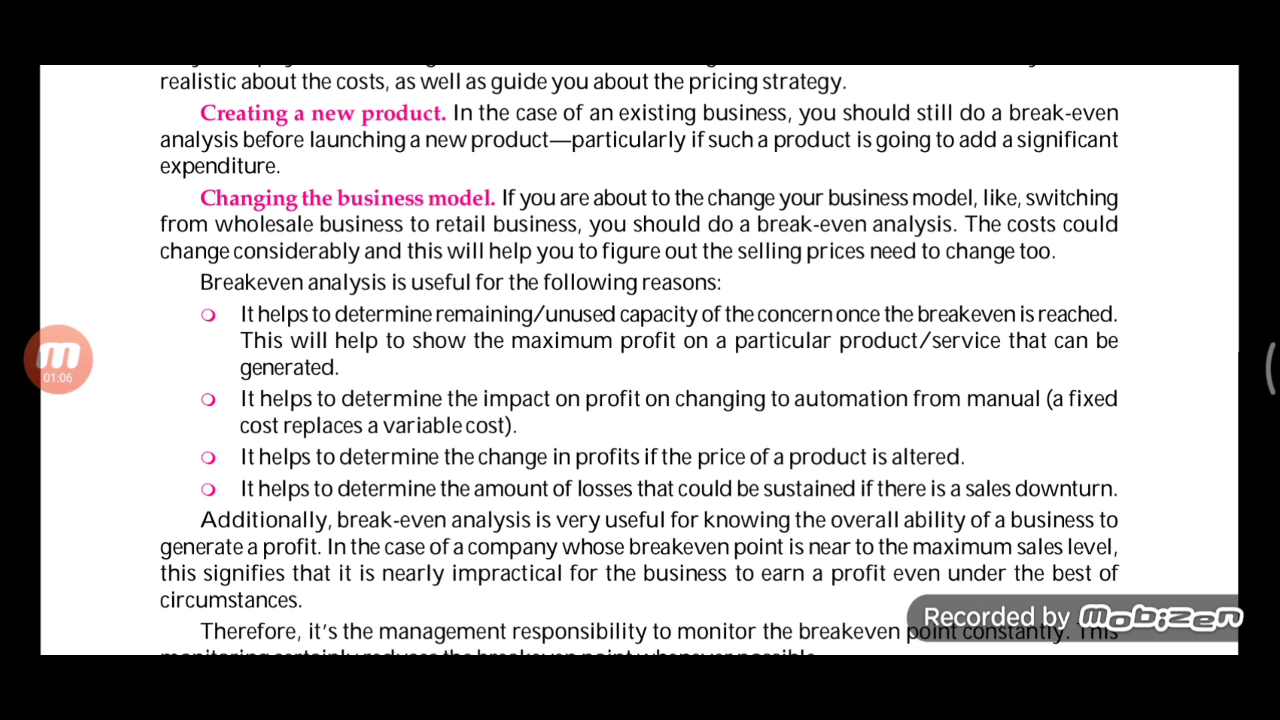 realistic about the costs, as well as guide you about the pricing strategy.
Creating a new product. In the case of an existing business, you should still do a break-even
analysis before launching a new product—particularly if such a product is going to add a significant
expenditure.
Changing the business model. If you are about to the change your business model, like, switching
from wholesale business to retail business, you should do a break-even analysis. The costs could
change considerably and this will help you to figure out the selling prices need to change too.
Breakeven analysis is useful for the following reasons:
❍ It helps to determine remaining/unused capacity of the concern once the breakeven is reached.
This will help to show the maximum profit on a particular product/service that can be
generated.
❍ It helps to determine the impact on profit on changing to automation from manual (a fixed
cost replaces a variable cost).
❍ It helps to determine the change in profits if the price of a product is altered.
❍ It helps to determine the amount of losses that could be sustained if there is a sales downturn.
Additionally, break-even analysis is very useful for knowing the overall ability of a business to
generate a profit. In the case of a company whose breakeven point is near to the maximum sales level,
this signifies that it is nearly impractical for the business to earn a profit even under the best of
circumstances.
Therefore, it's the management responsibility to monitor the breakeven point constantly. This
monitoring certainly reduces the breakeven point whenever possible.
m
01:06
Recorded by mobizen